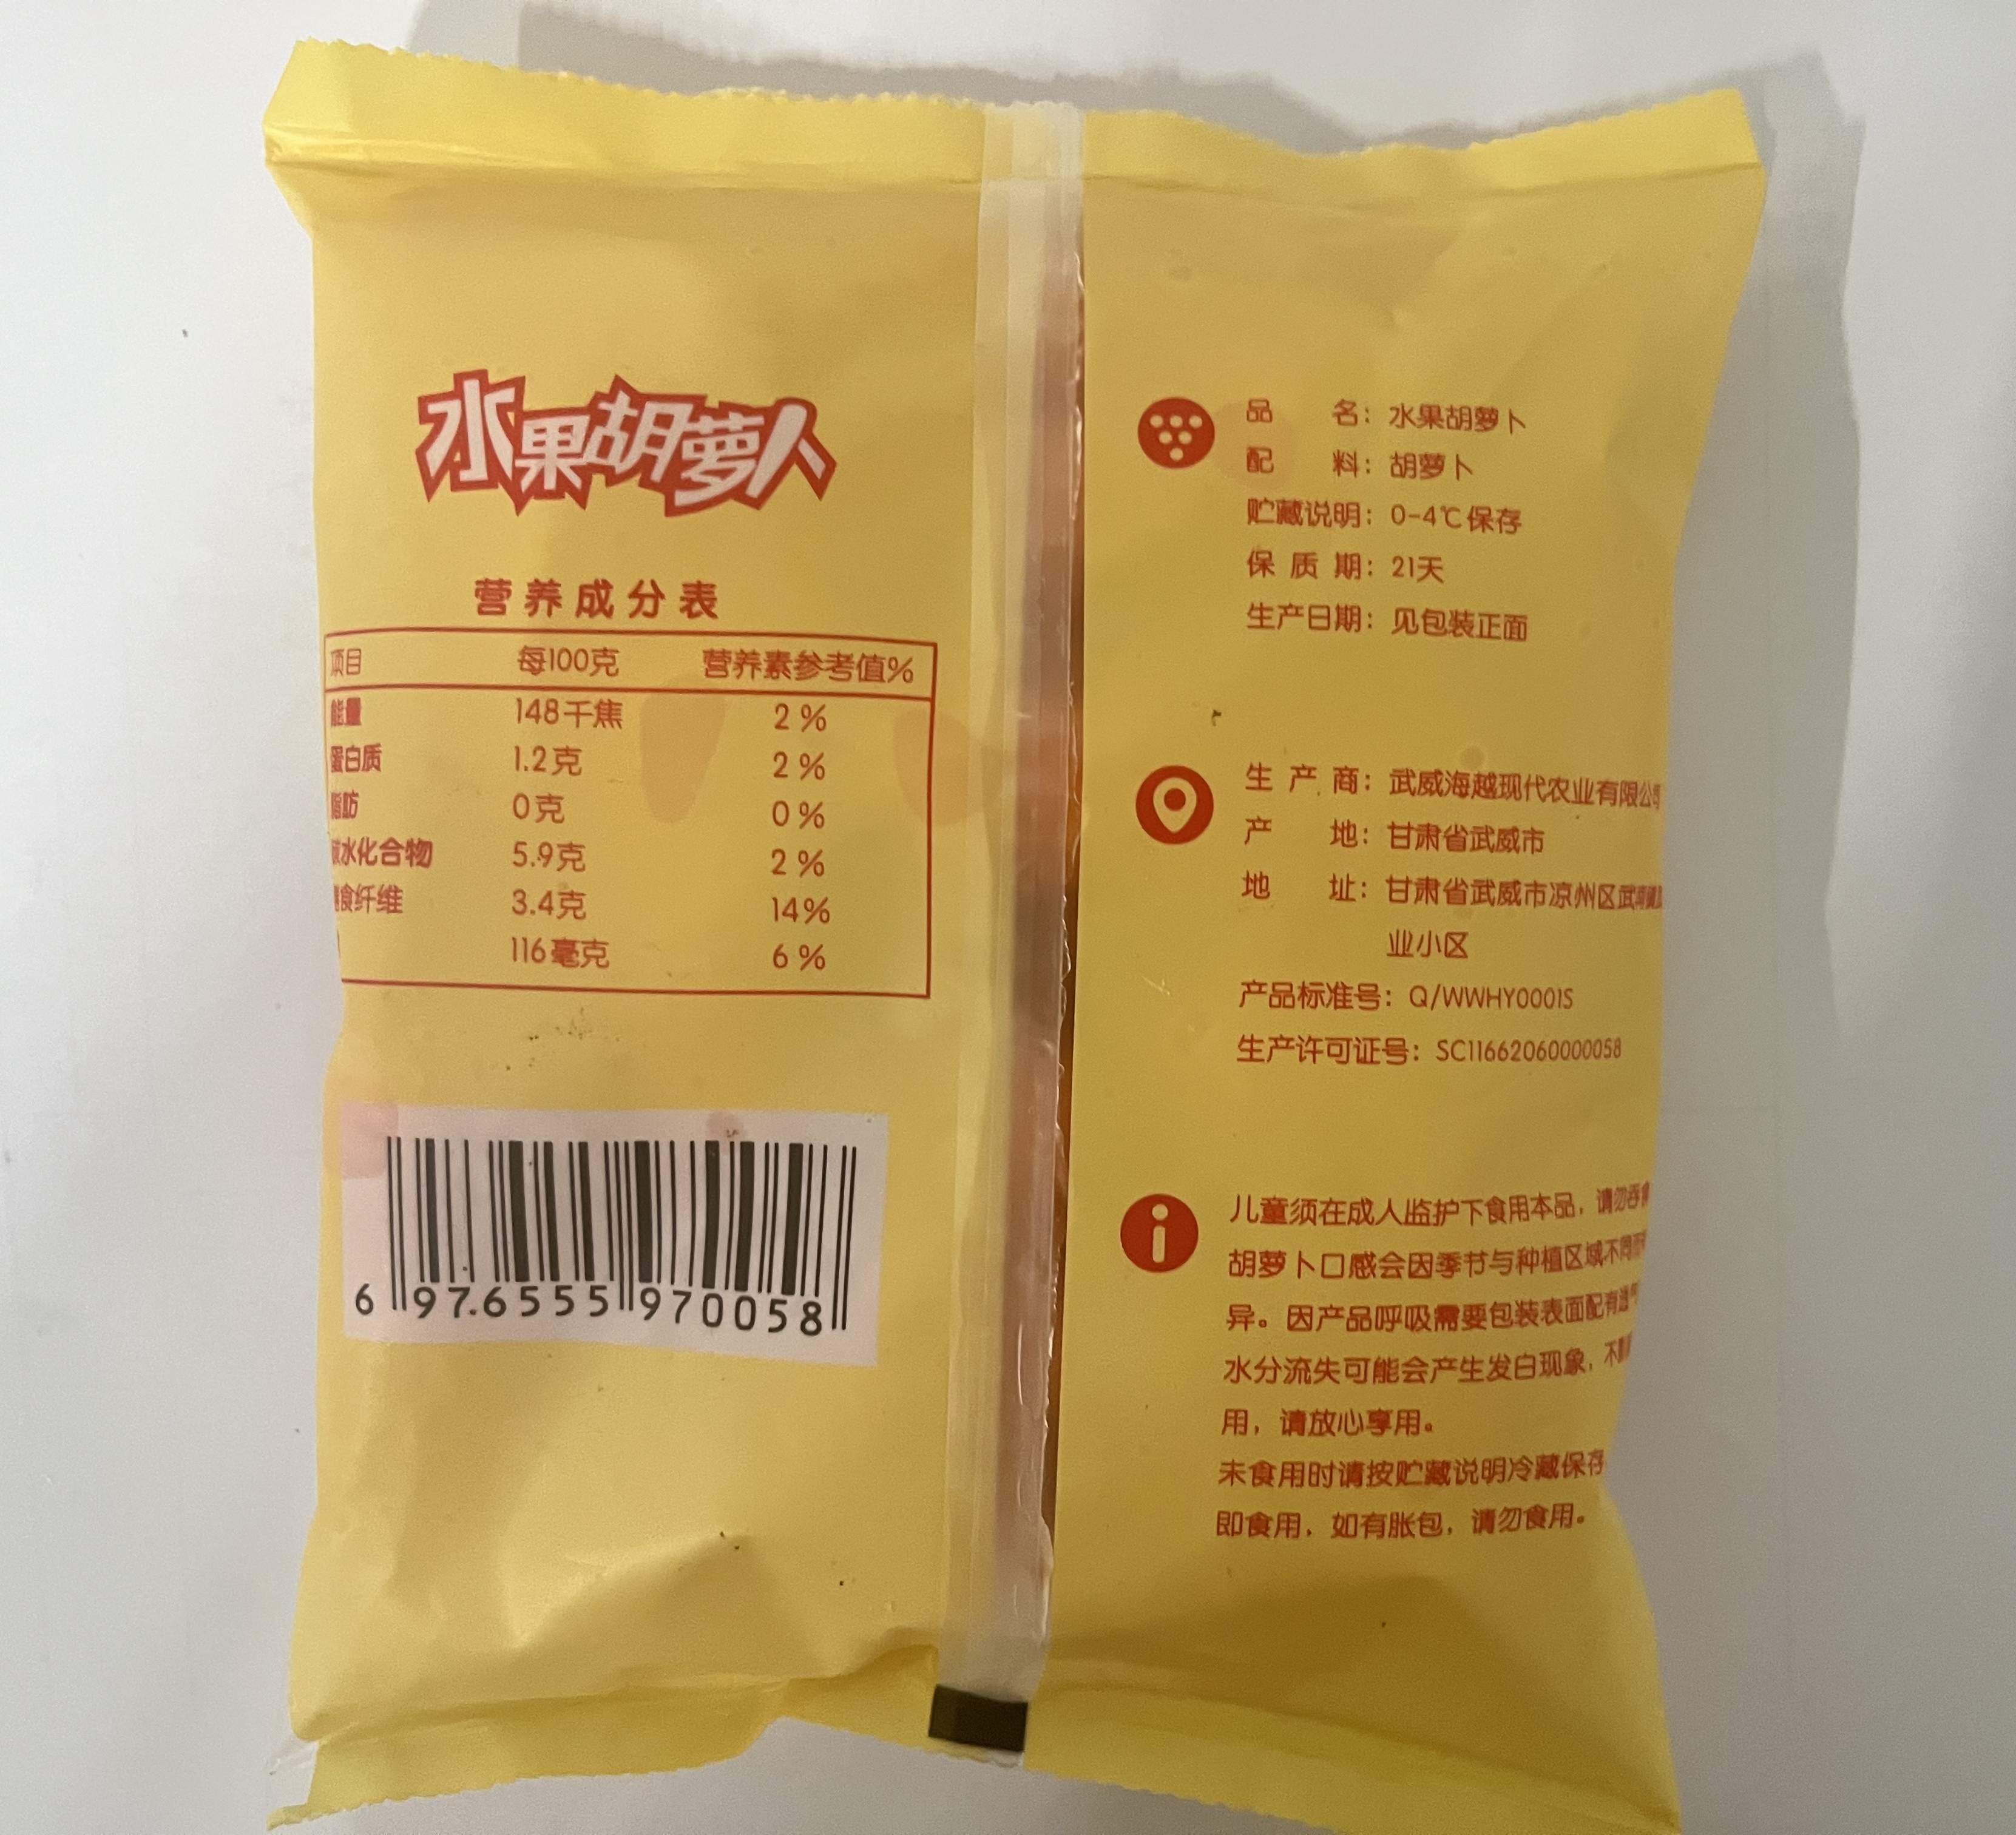 水果胡萝卜
营养成分表
项目 每100克 营养素参考值%
能量 148千焦 2%
蛋白质 1.2克 2%
脂肪 0克 0%
碳水化合物 5.9克 2%
膳食纤维 3.4克 14%
116毫克 6%
6 976555 970058
品 名：水果胡萝卜
配 料：胡萝卜
贮藏说明：0-4℃保存
保质期：21天
生产日期：见包装正面
生产商：武威海越现代农业有限公司
产 地：甘肃省武威市
地 址：甘肃省武威市凉州区武
业小区
产品标准号：Q/WWHY0001S
生产许可证号：SC11662060000058
儿童须在成人监护下食用本品，请勿吞食
胡萝卜口感会因季节与种植区域不同而
异。因产品呼吸需要包装表面配有透气
水分流失可能会产生发白现象，不
用，请放心享用。
未食用时请按贮藏说明冷藏保存
即食用，如有胀包，请勿食用。